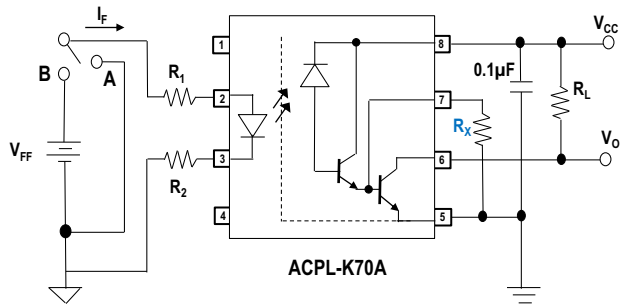 I_F
V_CC
1
8
0.1µF
B
A
R_1
R_L
2
7
R_X
V_FF
V_O
3
6
R_2
4
5
ACPL-K70A